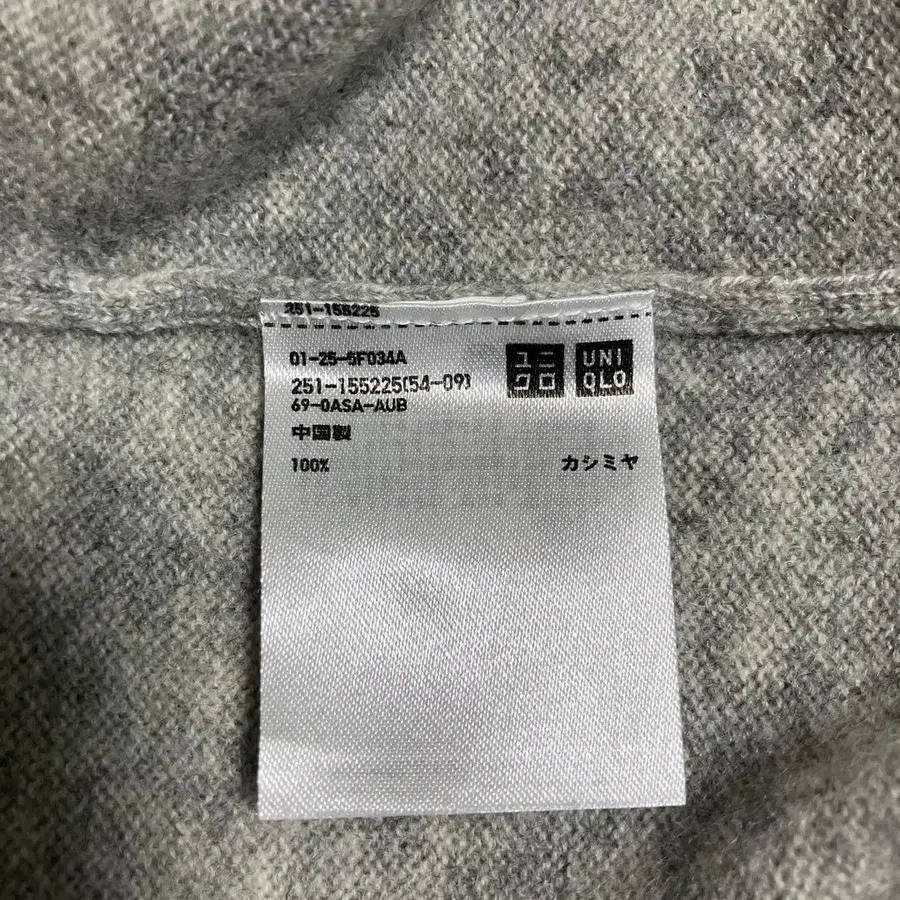 251-155225
01-25-5F034A
251-155225(54-09)
69-0ASA-AUB
中国製
100% カシミヤ
ユニ
クロ
UNI
QLO